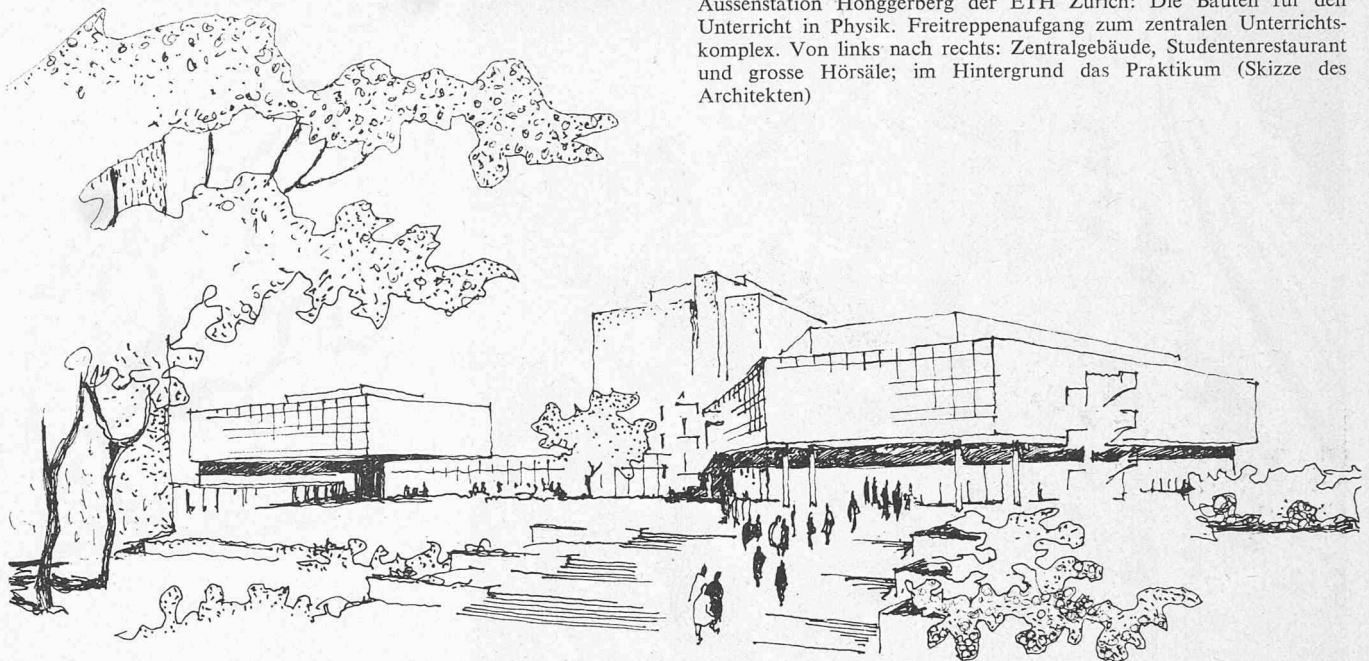 Aussenstation Hönggerberg der ETH Zürich: Die Bauten für den
Unterricht in Physik. Freitreppenaufgang zum zentralen Unterrichts-
komplex. Von links nach rechts: Zentralgebäude, Studentenrestaurant
und grosse Hörsäle; im Hintergrund das Praktikum (Skizze des
Architekten)